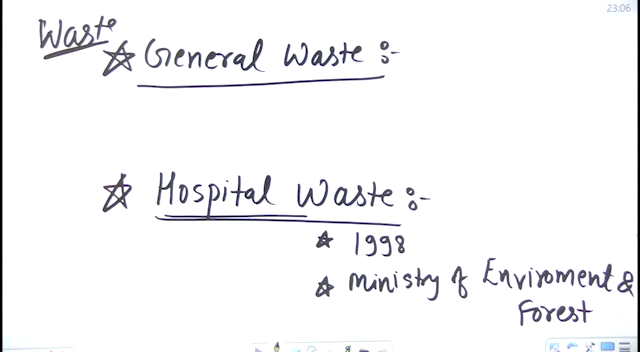 23:06
Waste
☆ General Waste :-
☆ Hospital Waste :-
☆ 1998
☆ Ministry of Enviroment &
Forest